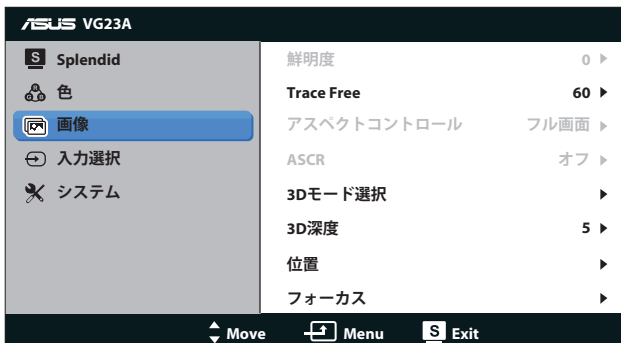 ASUS VG23A
S Splendid
色
画像
入力選択
システム
鮮明度 0
Trace Free 60
アスペクトコントロール フル画面
ASCR オフ
3Dモード選択
3D深度 5
位置
フォーカス
Move Menu S Exit